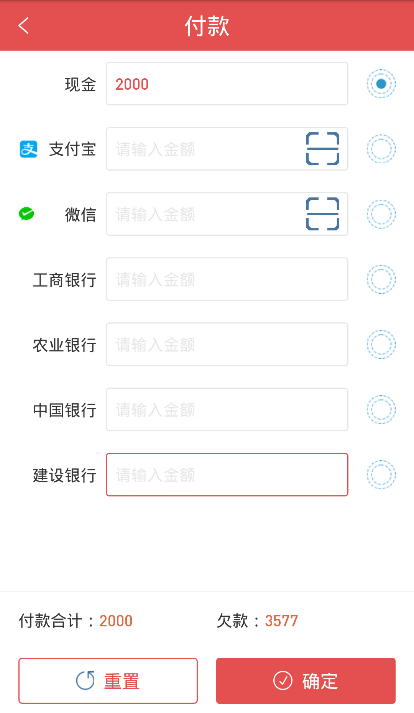 付款
现金 2000
支付宝 请输入金额
微信 请输入金额
工商银行 请输入金额
农业银行 请输入金额
中国银行 请输入金额
建设银行 请输入金额
付款合计：2000 欠款：3577
重置 确定